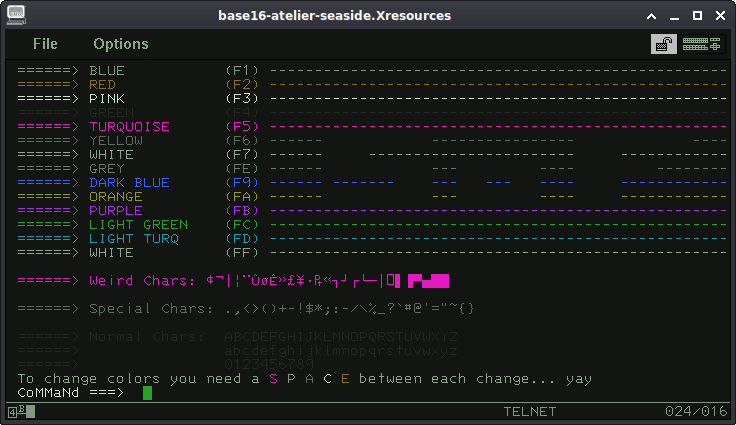 base16-atelier-seaside.Xresources
File Options
======> BLUE (F1) -----------------------------------------------------
======> RED (F2) -----------------------------------------------------
======> PINK (F3) -----------------------------------------------------
======> GREEN (F4) -----------------------------------------------------
======> TURQUOISE (F5) -----------------------------------------------------
======> YELLOW (F6) ------ --- ---- ----
======> WHITE (F7) ------ ---------------------- ------------
======> GREY (FE) ------ --- ----
======> DARK BLUE (F9) ------ ------- --- --- ---- ------------
======> ORANGE (FA) ------ --- ---- ------------
======> PURPLE (FB) -----------------------------------------------------
======> LIGHT GREEN (FC) -----------------------------------------------------
======> LIGHT TURQ (FD) -----------------------------------------------------
======> WHITE (FF) -----------------------------------------------------
======> Weird Chars: ¢¬|¦¨ÛøÊ»£¥·₧«┐┘┌└─│
======> Special Chars: .,<>()+-!$*;:-/\%_?`#@'="~{}
======> Normal Chars: ABCDEFGHIJKLMNOPQRSTUVWXYZ
======> abcdefghijklmnopqrstuvwxyz
======> 0123456789
To change colors you need a S P A C E between each change... yay
CoMMaNd ===>
4B TELNET 024/016